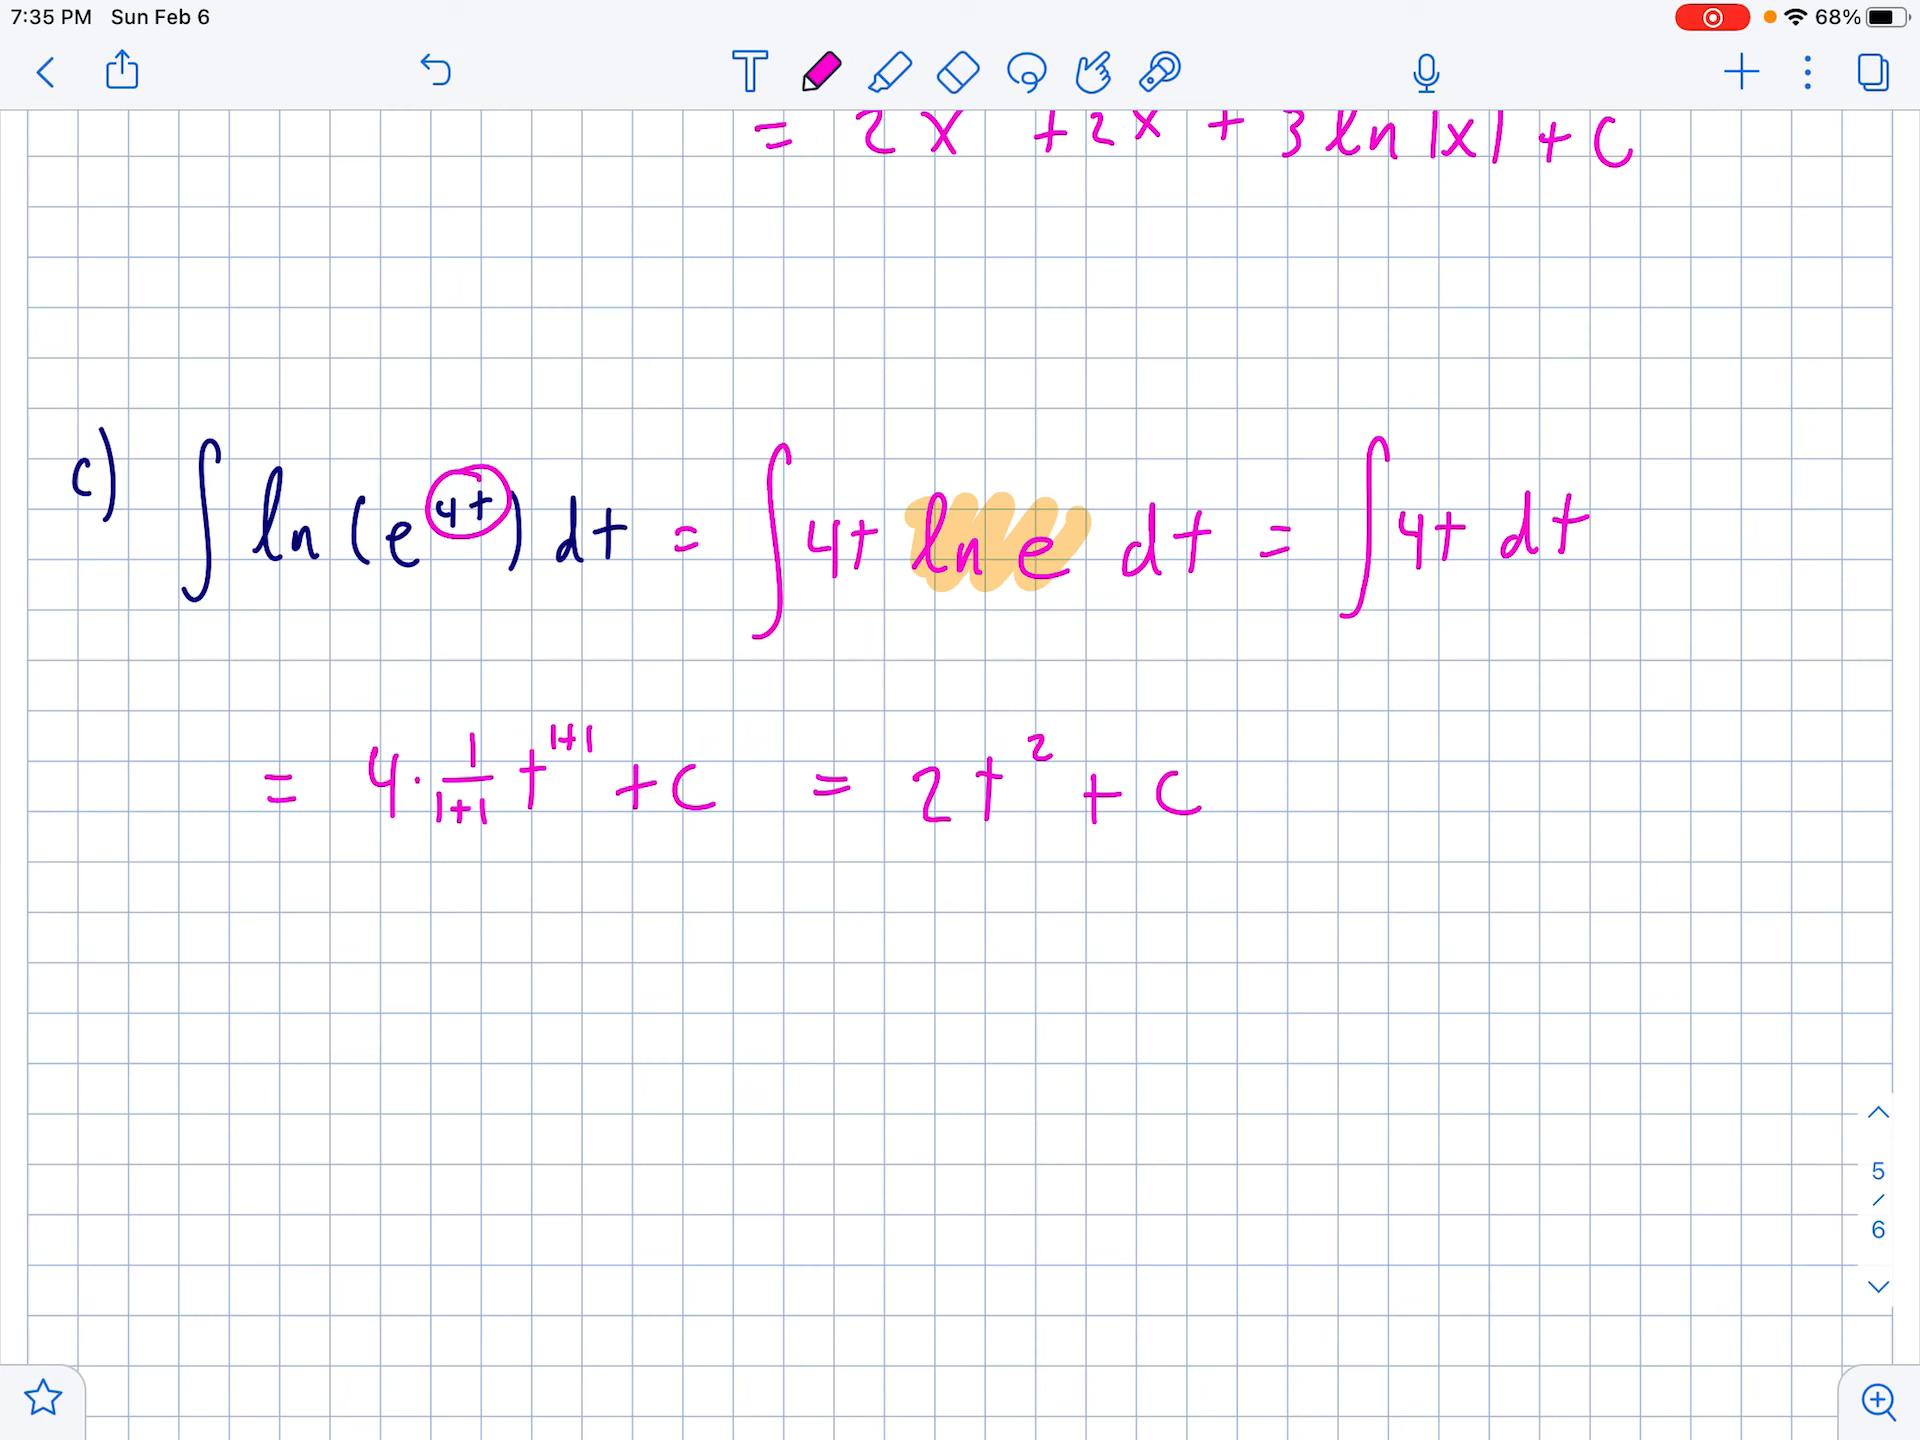 7:35 PM Sun Feb 6 68%
T
= 2x + 2x + 3 ln|x| + C
c) ∫ ln(e^(4t)) dt = ∫ 4t ln e dt = ∫ 4t dt
= 4 · 1/(1+1) t^(1+1) + C = 2t² + C
5
/
6